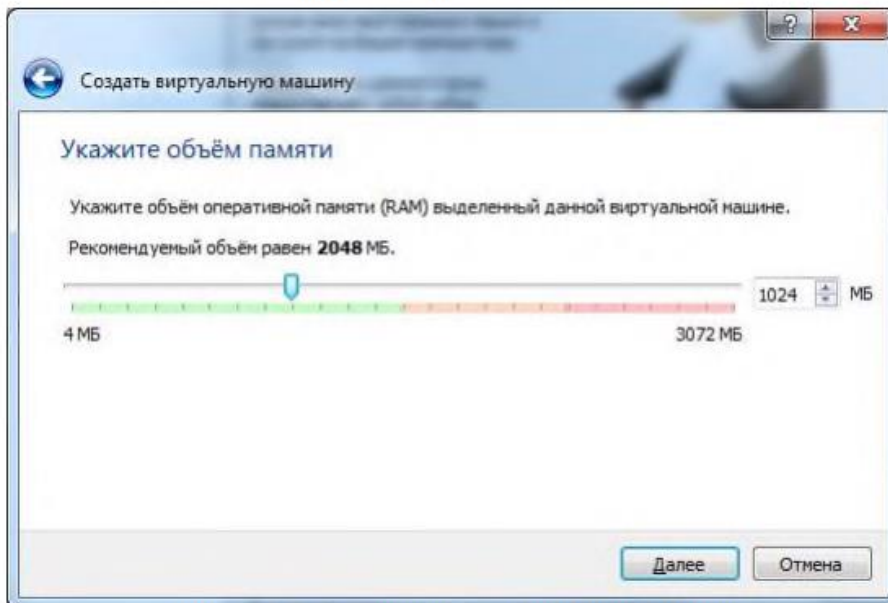 Создать виртуальную машину
Укажите объём памяти
Укажите объём оперативной памяти (RAM) выделенный данной виртуальной машине.
Рекомендуемый объём равен 2048 МБ.
1024 МБ
4 МБ 3072 МБ
Далее Отмена